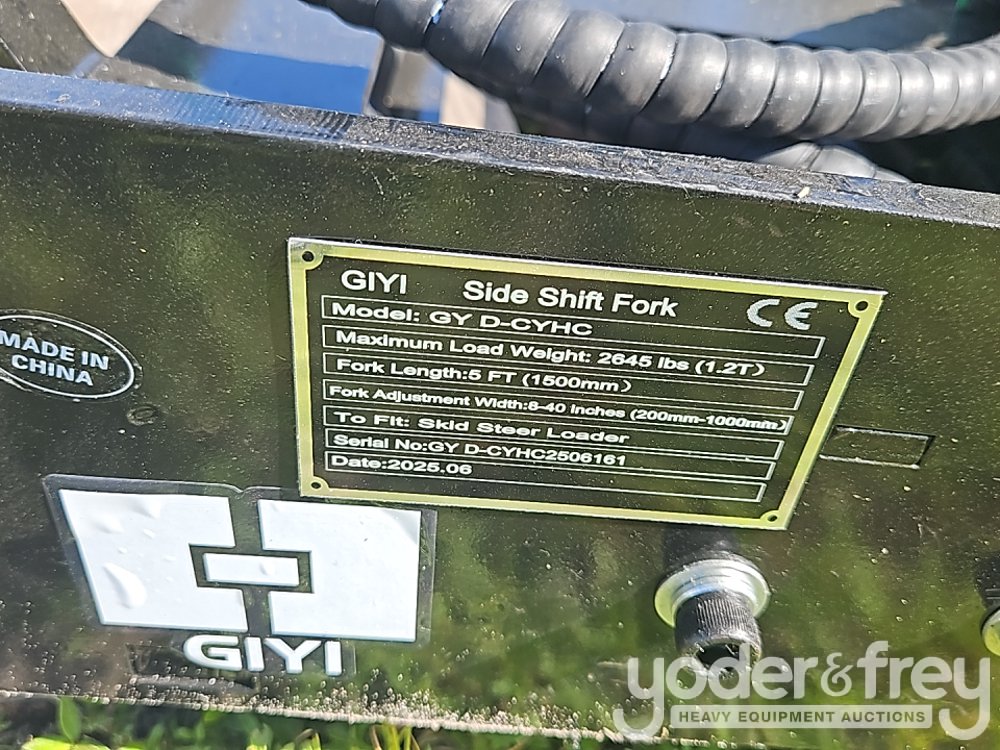 GIYI Side Shift Fork CE
Model: GY D-CYHC
Maximum Load Weight: 2645 lbs (1.2T)
Fork Length:5 FT (1500mm)
Fork Adjustment Width:8-40 inches (200mm-1000mm)
To Fit: Skid Steer Loader
Serial No:GY D-CYHC2506161
Date:2025.06
MADE IN
CHINA
GIYI
yoder&frey
HEAVY EQUIPMENT AUCTIONS